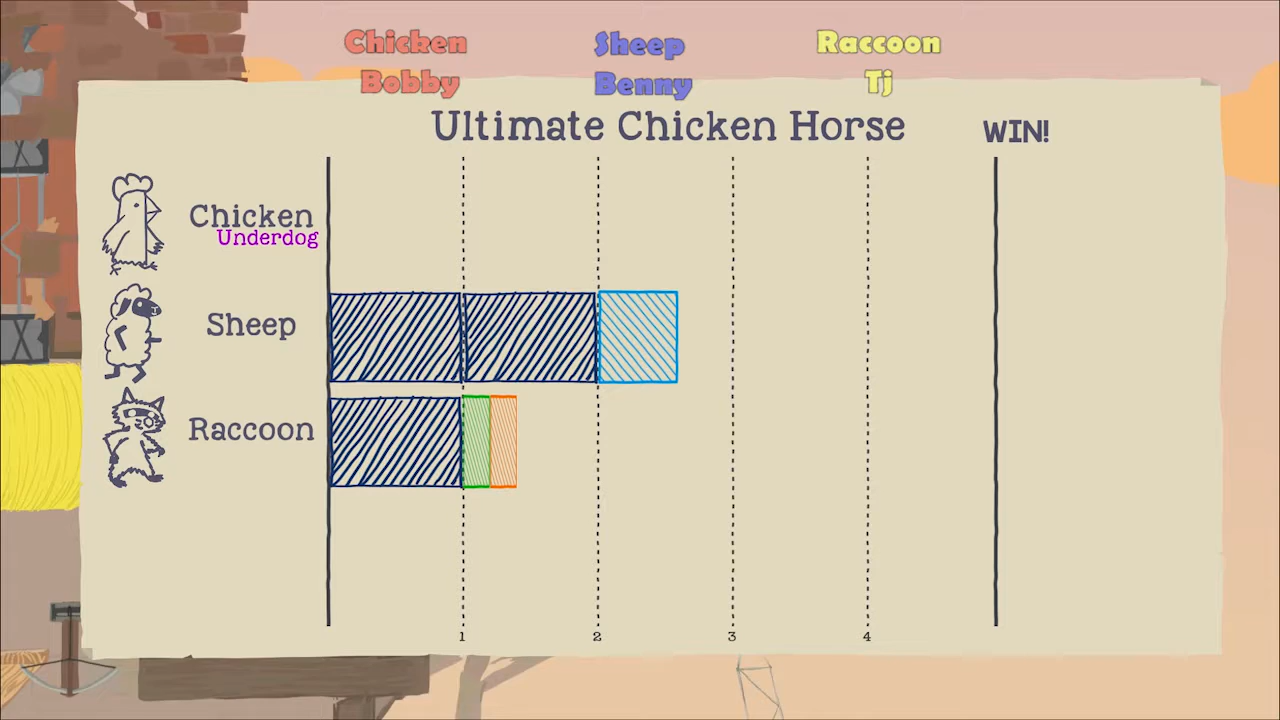 Chicken Sheep Raccoon
Bobby Benny Tj
Ultimate Chicken Horse WIN!
Chicken
Underdog
Sheep
Raccoon
1 2 3 4